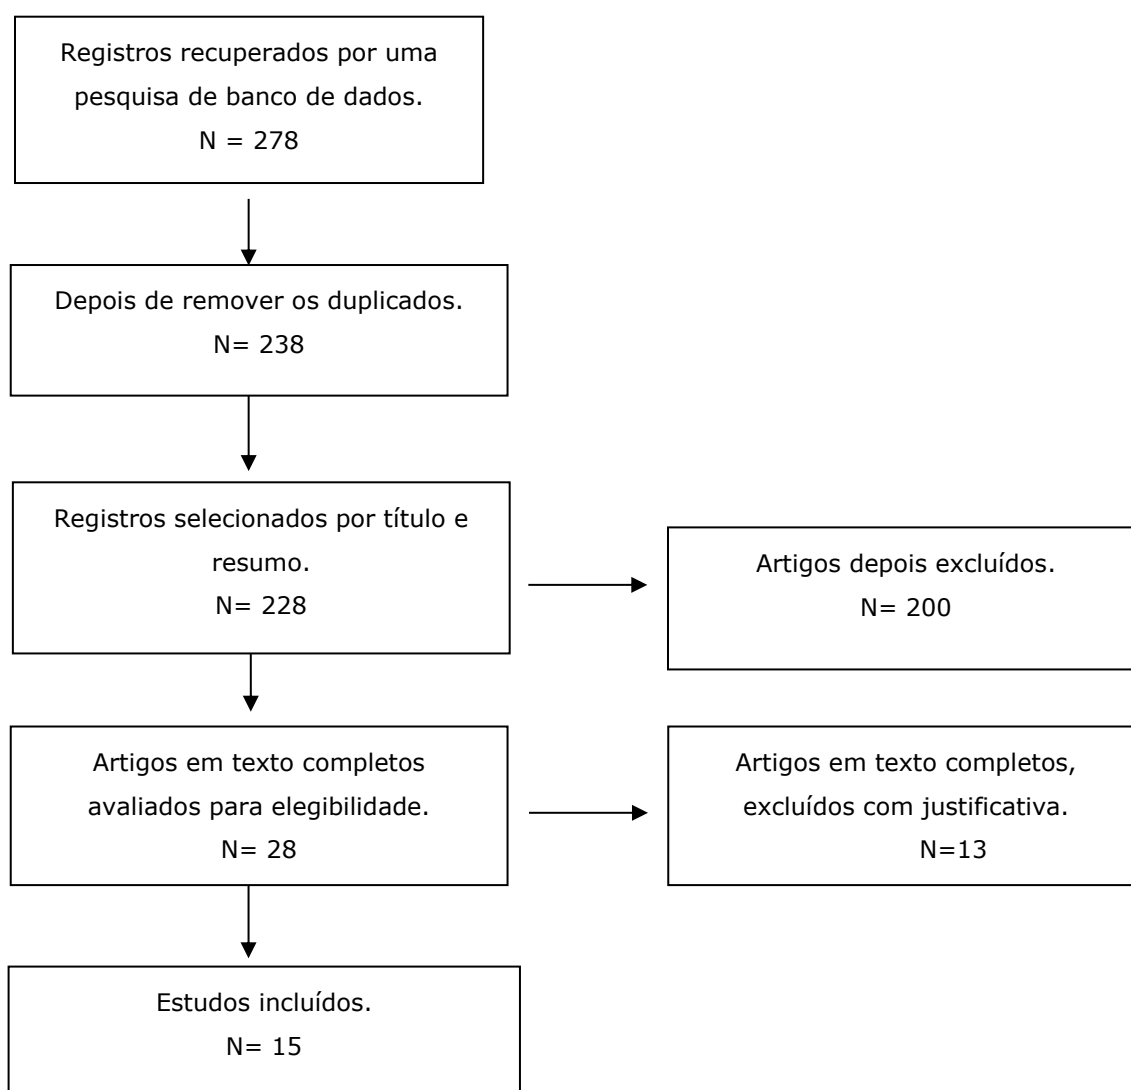 Registros recuperados por uma
pesquisa de banco de dados.
N = 278
Depois de remover os duplicados.
N= 238
Registros selecionados por título e
resumo.
N= 228
Artigos depois excluídos.
N= 200
Artigos em texto completos
avaliados para elegibilidade.
N= 28
Artigos em texto completos,
excluídos com justificativa.
N=13
Estudos incluídos.
N= 15